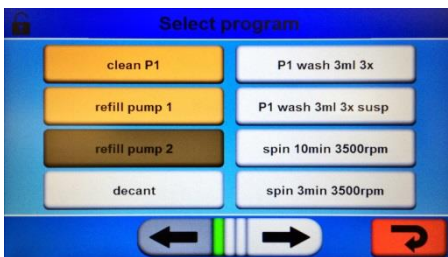 Select program
clean P1
P1 wash 3ml 3x
refill pump 1
P1 wash 3ml 3x susp
refill pump 2
spin 10min 3500rpm
decant
spin 3min 3500rpm